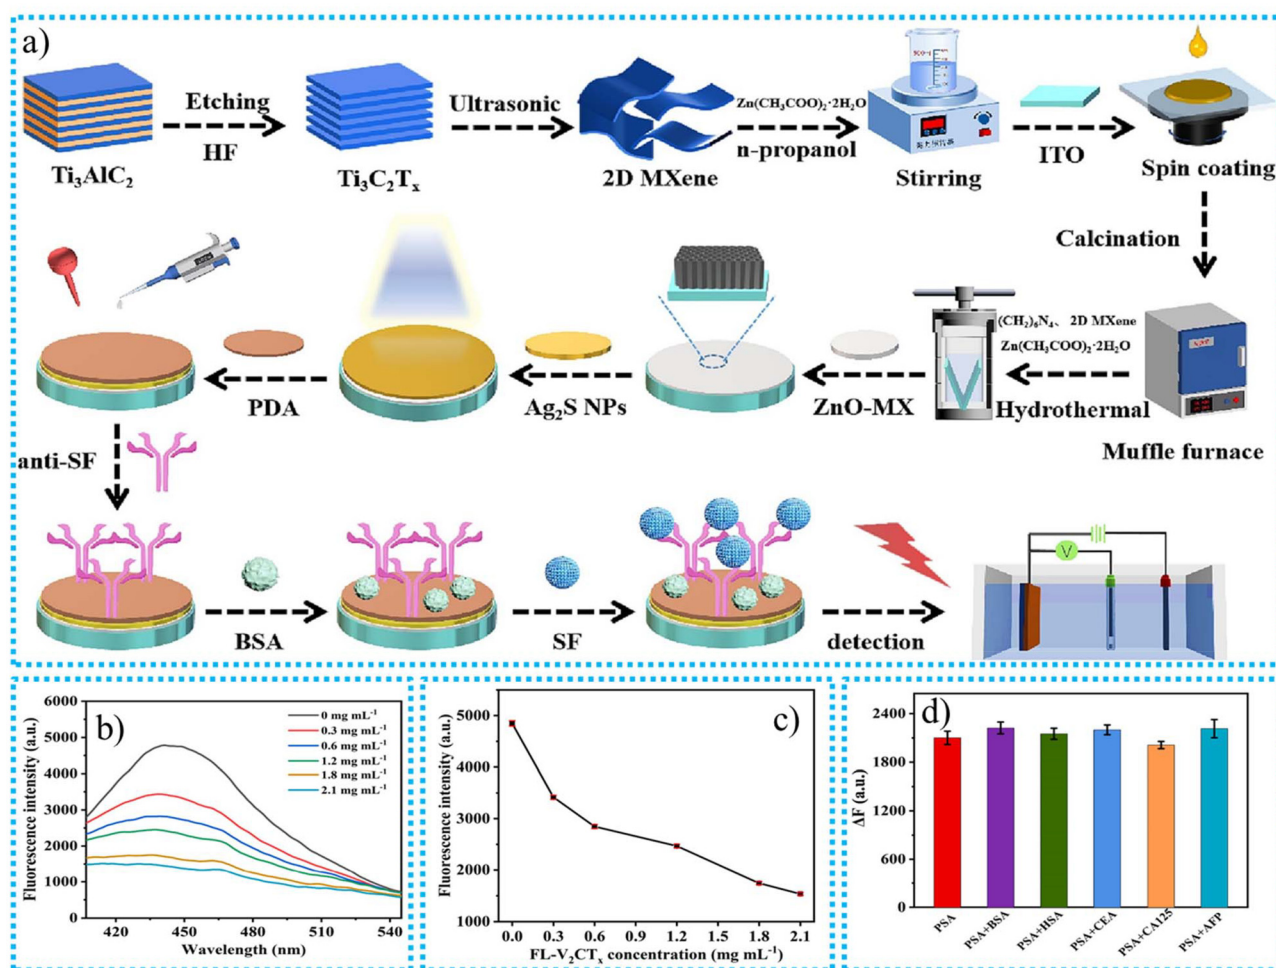 a)
Etching
HF
Ultrasonic
Zn(CH₃COO)₂·2H₂O
n-propanol
ITO
Ti₃AlC₂
Ti₃C₂Tₓ
2D MXene
Stirring
Spin coating
Calcination
(CH₂)₆N₄、 2D MXene
Zn(CH₃COO)₂·2H₂O
Hydrothermal
Muffle furnace
ZnO-MX
Ag₂S NPs
PDA
anti-SF
BSA
SF
detection
V
b)
Fluorescence intensity (a.u.)
6000
5000
4000
3000
2000
1000
0
0 mg mL⁻¹
0.3 mg mL⁻¹
0.6 mg mL⁻¹
1.2 mg mL⁻¹
1.8 mg mL⁻¹
2.1 mg mL⁻¹
420 450 480 510 540
Wavelength (nm)
c)
Fluorescence intensity (a.u.)
5000
4000
3000
2000
1000
0.0 0.3 0.6 0.9 1.2 1.5 1.8 2.1
FL-V₂CTₓ concentration (mg mL⁻¹)
d)
ΔF (a.u.)
2400
1800
1200
600
0
PSA
PSA+BSA
PSA+HSA
PSA+CEA
PSA+CA125
PSA+AFP